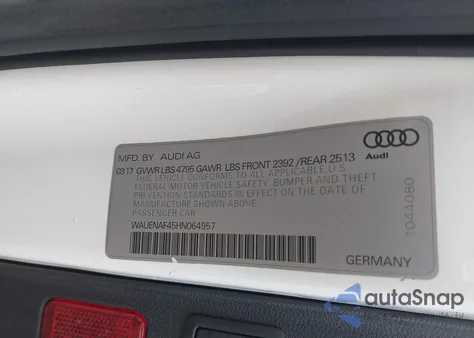 MFD. BY AUDI AG
03.17 GVWR LBS 4795 GAWR LBS FRONT 2392 / REAR 2513
THIS VEHICLE CONFORMS TO ALL APPLICABLE U.S.
FEDERAL MOTOR VEHICLE SAFETY, BUMPER AND THEFT
PREVENTION STANDARDS IN EFFECT ON THE DATE OF
MANUFACTURE SHOWN ABOVE.
PASSENGER CAR
WAUENAF45HN064957
GERMANY
Audi
1044080
autoSnap